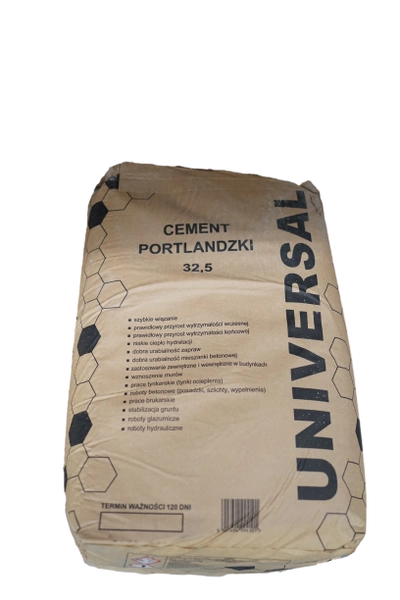 CEMENT
PORTLANDZKI
32,5
UNIVERSAL
szybkie wiązanie
prawidłowy przyrost wytrzymałości wczesnej
prawidłowy przyrost wytrzymałości końcowej
niskie ciepło hydratacji
dobra urabialność zapraw
dobra urabialność mieszanki betonowej
zastosowanie zewnętrzne i wewnętrzne w budynkach
wznoszenie murów
prace tynkarskie (tynki ocieplenia)
roboty betonowe (posadzki, szlichty, wypełnienia)
prace brukarskie
stabilizacja gruntu
roboty glazurnicze
roboty hydrauliczne
TERMIN WAŻNOŚCI 120 DNI